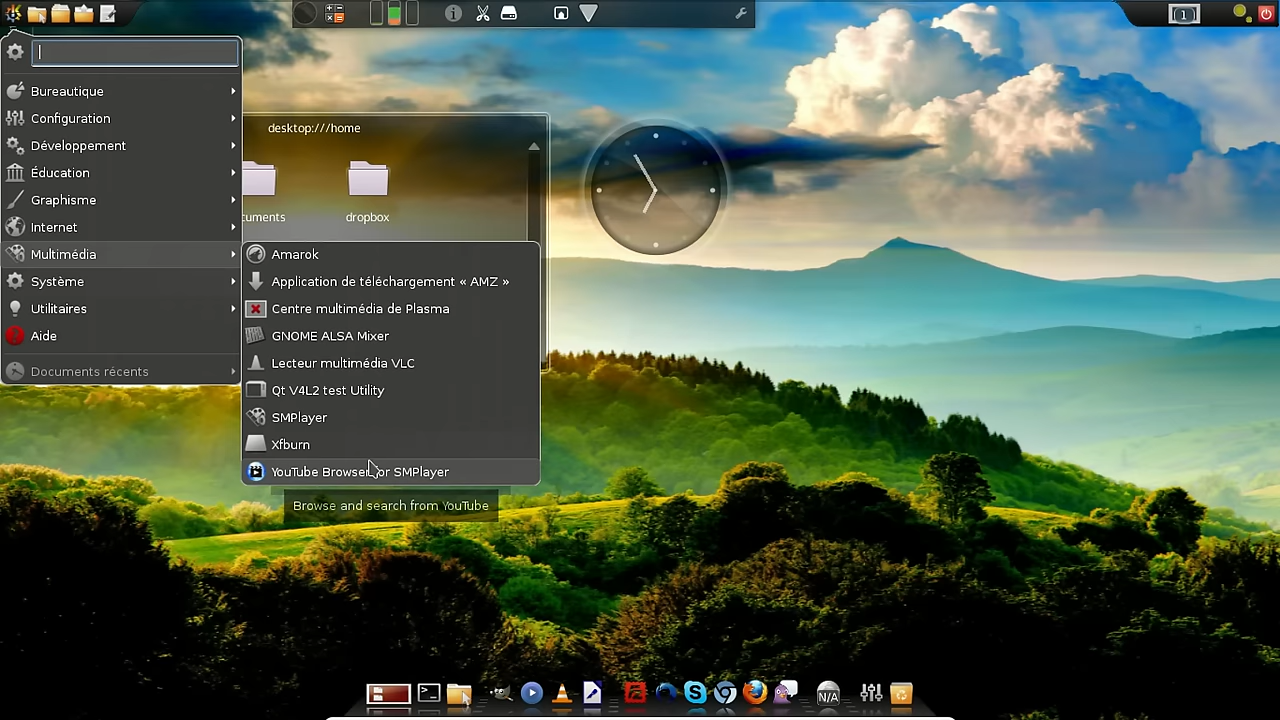 1
Bureautique
Configuration
Développement
Éducation
Graphisme
Internet
Multimédia
Système
Utilitaires
Aide
Documents récents
desktop:///home
cuments
dropbox
Amarok
Application de téléchargement « AMZ »
Centre multimédia de Plasma
GNOME ALSA Mixer
Lecteur multimédia VLC
Qt V4L2 test Utility
SMPlayer
Xfburn
YouTube Browser for SMPlayer
Browse and search from YouTube
N/A